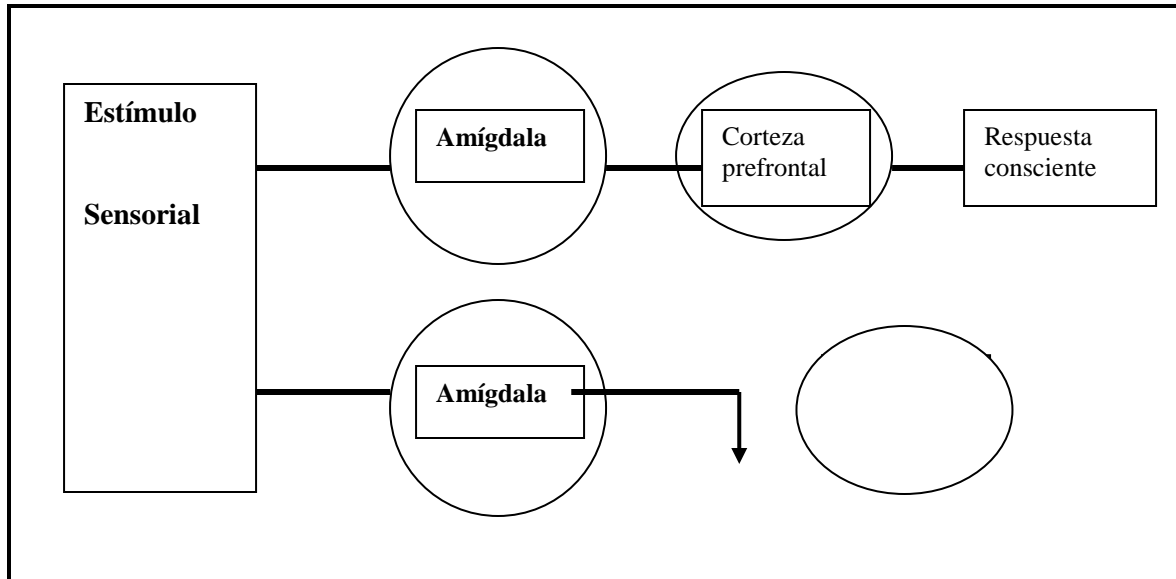 Estímulo
Sensorial
Amígdala
Corteza
prefrontal
Respuesta
consciente
Amígdala